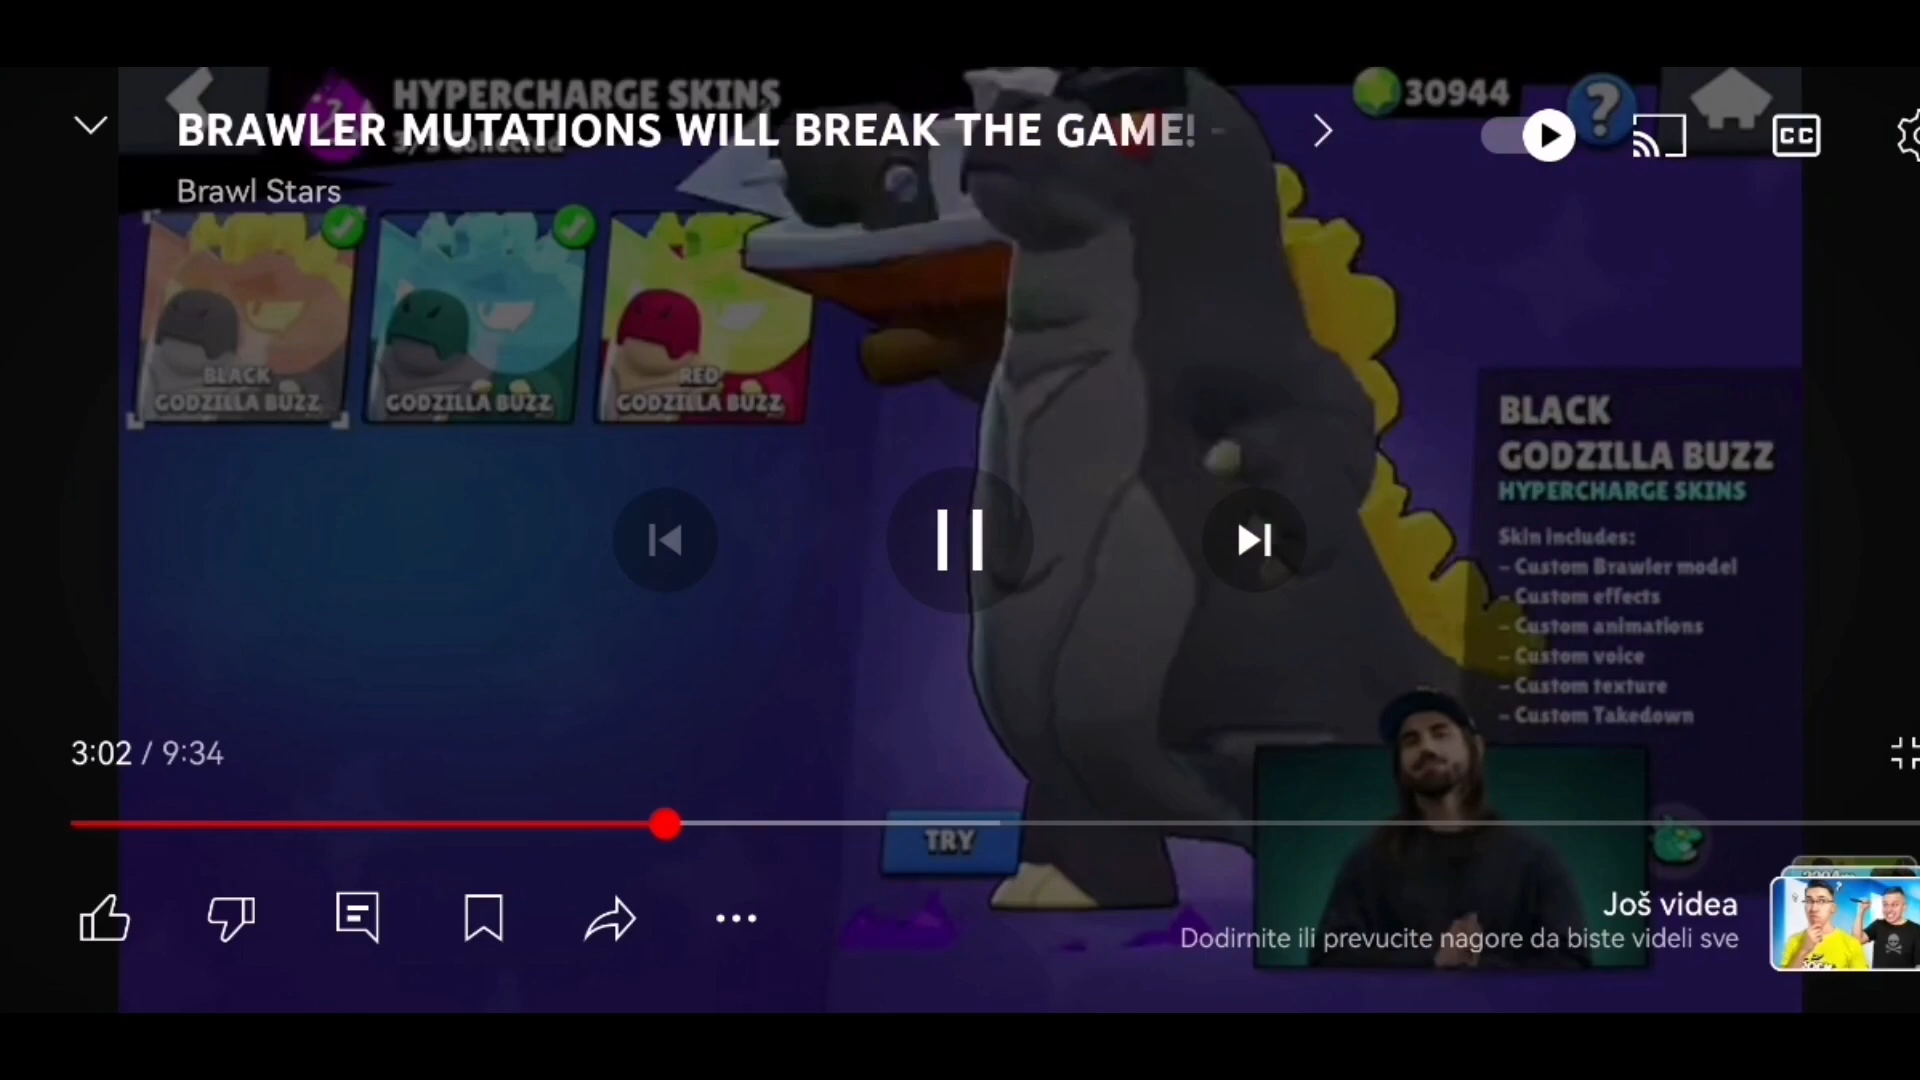 HYPERCHARGE SKINS
30944
?
BRAWLER MUTATIONS WILL BREAK THE GAME! -
CC
Brawl Stars
BLACK
GODZILLA BUZZ
GODZILLA BUZZ
RED
GODZILLA BUZZ
BLACK
GODZILLA BUZZ
HYPERCHARGE SKINS
Skin includes:
- Custom Brawler model
- Custom effects
- Custom animations
- Custom voice
- Custom texture
- Custom Takedown
3:02 / 9:34
TRY
Još videa
Dodirnite ili prevucite nagore da biste videli sve